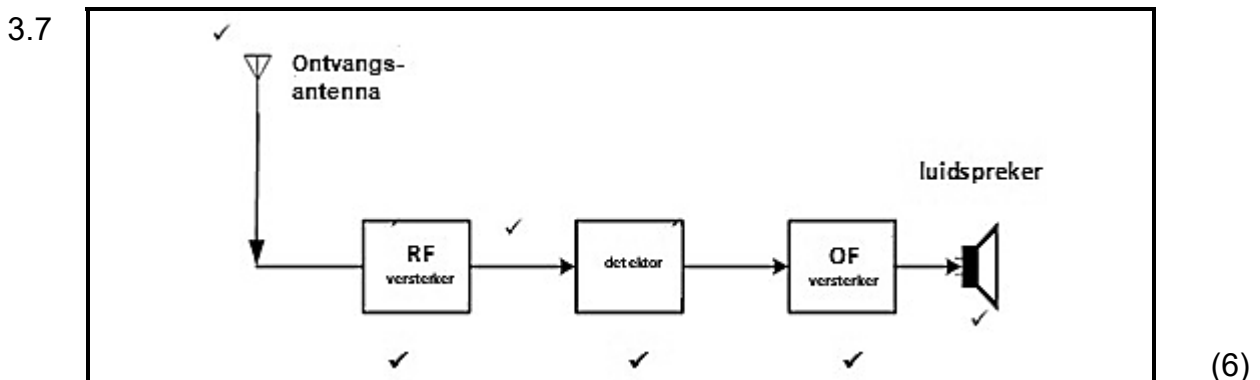 3.7
Ontvangs-
antenna
luidspreker
RF
versterker
detektor
OF
versterker
(6)